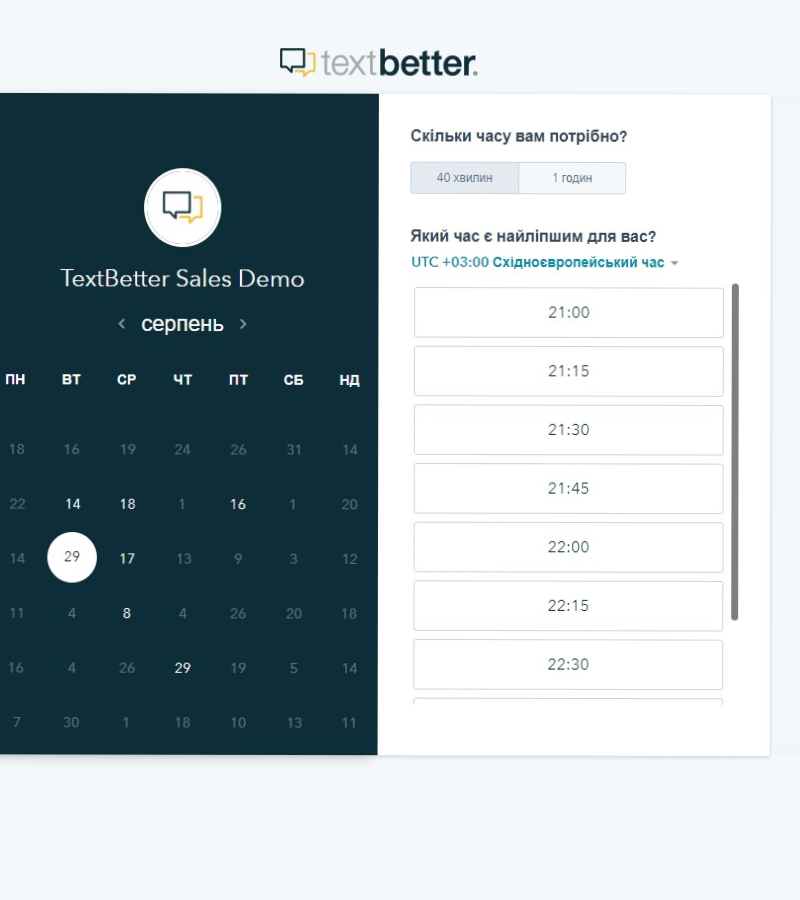 textbetter.
TextBetter Sales Demo
серпень
ПН ВТ СР ЧТ ПТ СБ НД
18 16 19 24 26 31 14
22 14 18 1 16 1 20
14 29 17 13 9 3 12
11 4 8 4 26 20 18
16 4 26 29 19 5 14
7 30 1 18 10 13 11
Скільки часу вам потрібно?
40 хвилин 1 годин
Який час є найліпшим для вас?
UTC +03:00 Східноєвропейський час
21:00
21:15
21:30
21:45
22:00
22:15
22:30